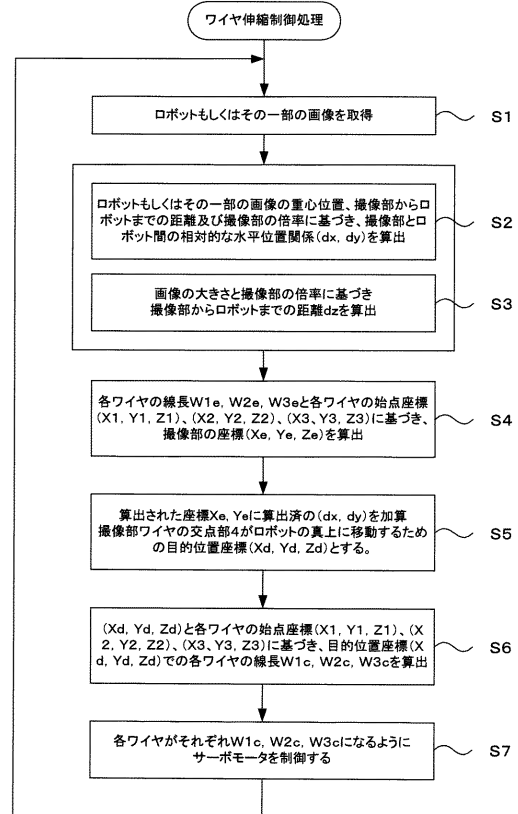 ワイヤ伸縮制御処理
ロボットもしくはその一部の画像を取得
S1
ロボットもしくはその一部の画像の重心位置、撮像部からロ
ボットまでの距離及び撮像部の倍率に基づき、撮像部とロボ
ット間の相対的な水平位置関係(dx, dy)を算出
S2
画像の大きさと撮像部の倍率に基づき
撮像部からロボットまでの距離dzを算出
S3
各ワイヤの線長W1e, W2e, W3eと各ワイヤの始点座標
(X1, Y1, Z1)、(X2, Y2, Z2)、(X3、Y3, Z3)に基づき、
撮像部の座標(Xe, Ye, Ze)を算出
S4
算出された座標Xe, Yeに算出済の(dx, dy)を加算
撮像部ワイヤの交点部4がロボットの真上に移動するため
の目的位置座標(Xd, Yd, Zd)とする。
S5
(Xd, Yd, Zd)と各ワイヤの始点座標(X1, Y1, Z1)、(X
2, Y2, Z2)、(X3、Y3, Z3)に基づき、目的位置座標(X
d, Yd, Zd)での各ワイヤの線長W1c, W2c, W3cを算出
S6
各ワイヤがそれぞれW1c, W2c, W3cになるように
サーボモータを制御する
S7